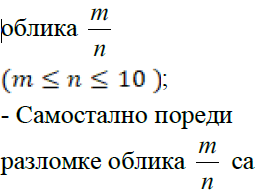 облика m/n
(m ≤ n ≤ 10 );
- Самостално пореди
разломке облика m/n са